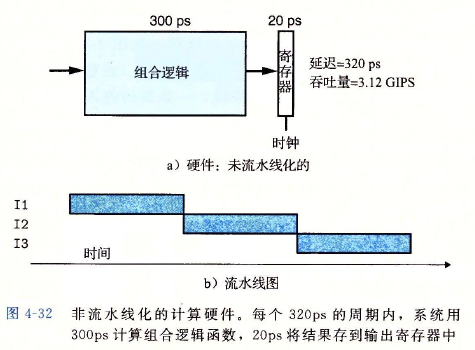 300 ps
20 ps
组合逻辑
寄存器
延迟=320 ps
吞吐量=3.12 GIPS
时钟
a）硬件：未流水线化的
I1
I2
I3
时间
b）流水线图
图 4-32 非流水线化的计算硬件。每个 320ps 的周期内，系统用
300ps 计算组合逻辑函数，20ps 将结果存到输出寄存器中